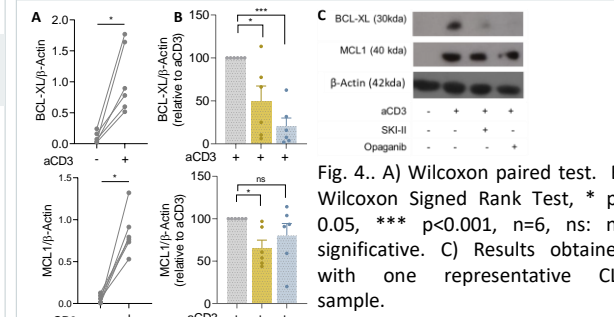 A
B
C
*
2.0
1.5
1.0
0.5
0.0
BCL-XL/β-Actin
aCD3 - +
***
*
150
100
50
0
BCL-XL/β-Actin
(relative to aCD3)
aCD3 + + +
BCL-XL (30kda)
MCL1 (40 kda)
β-Actin (42kda)
aCD3 - + + +
SKI-II - - + -
Opaganib - - - +
*
1.5
1.0
0.5
0.0
MCL1/β-Actin
ns
*
150
100
50
0
MCL1/β-Actin
(relative to aCD3)
aCD3 + + +
Fig. 4.. A) Wilcoxon paired test.
Wilcoxon Signed Rank Test, * p
0.05, *** p<0.001, n=6, ns: n
significative. C) Results obtaine
with one representative CL
sample.